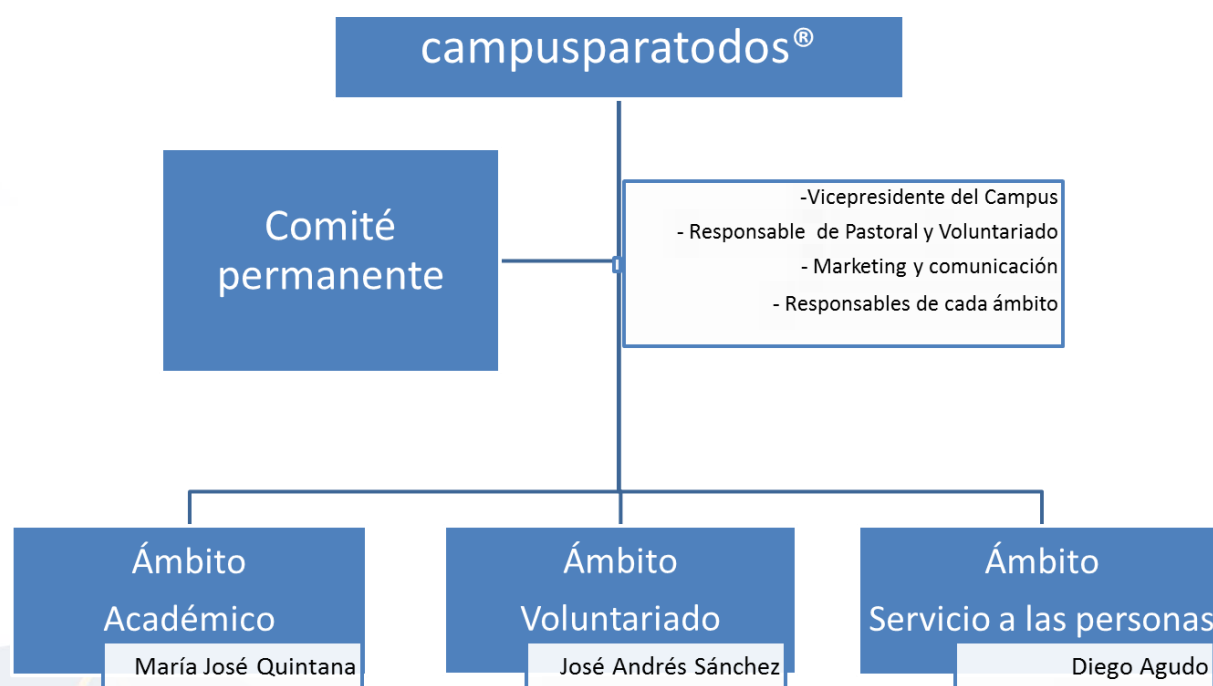 campusparatodos®
Comité
permanente
-Vicepresidente del Campus
- Responsable de Pastoral y Voluntariado
- Marketing y comunicación
- Responsables de cada ámbito
Ámbito
Académico
María José Quintana
Ámbito
Voluntariado
José Andrés Sánchez
Ámbito
Servicio a las personas
Diego Agudo